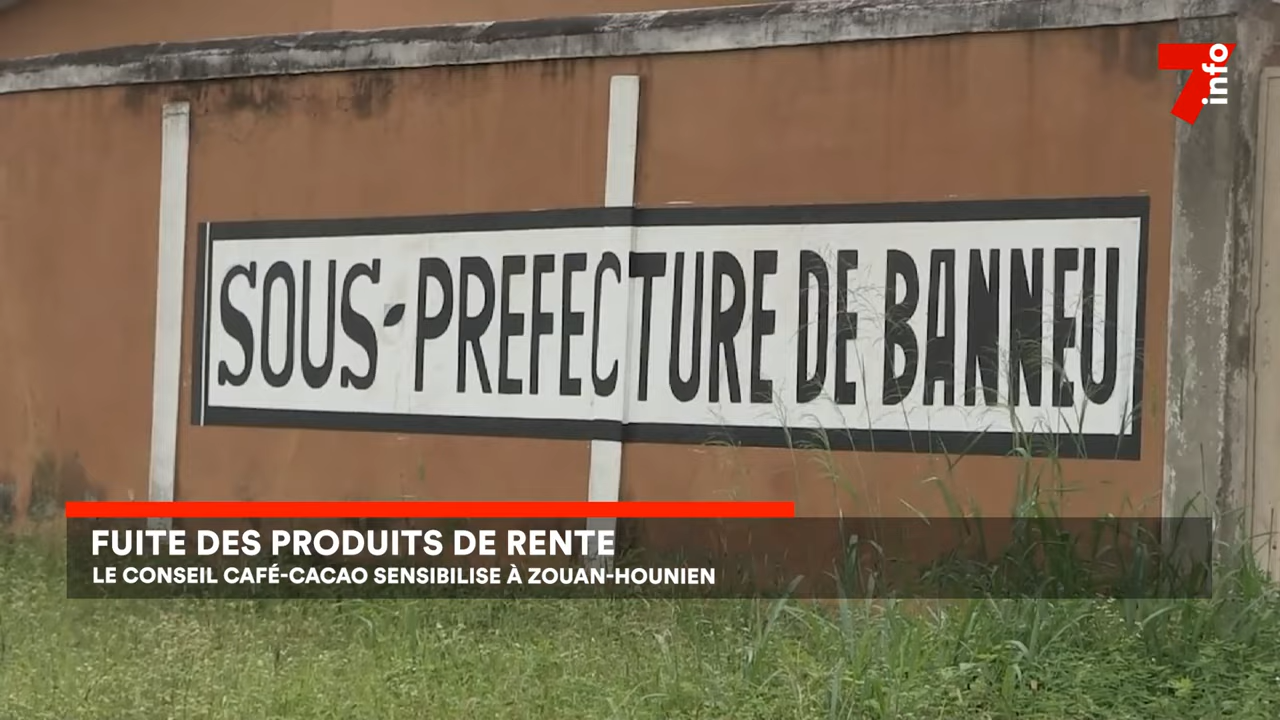 7info
SOUS-PREFECTURE DE BANNEU
FUITE DES PRODUITS DE RENTE
LE CONSEIL CAFÉ-CACAO SENSIBILISE À ZOUAN-HOUNIEN